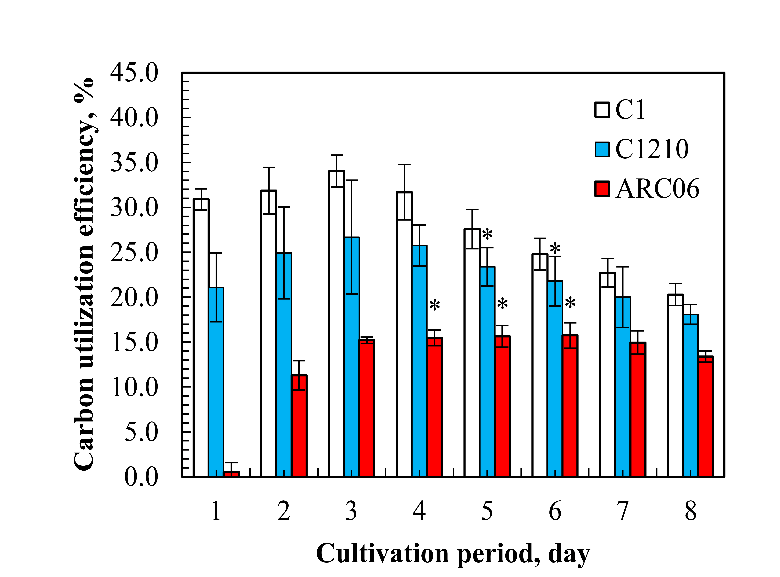 Carbon utilization efficiency, %
45.0
40.0
35.0
30.0
25.0
20.0
15.0
10.0
5.0
0.0
C1
C1210
ARC06
* *
* * *
1 2 3 4 5 6 7 8
Cultivation period, day